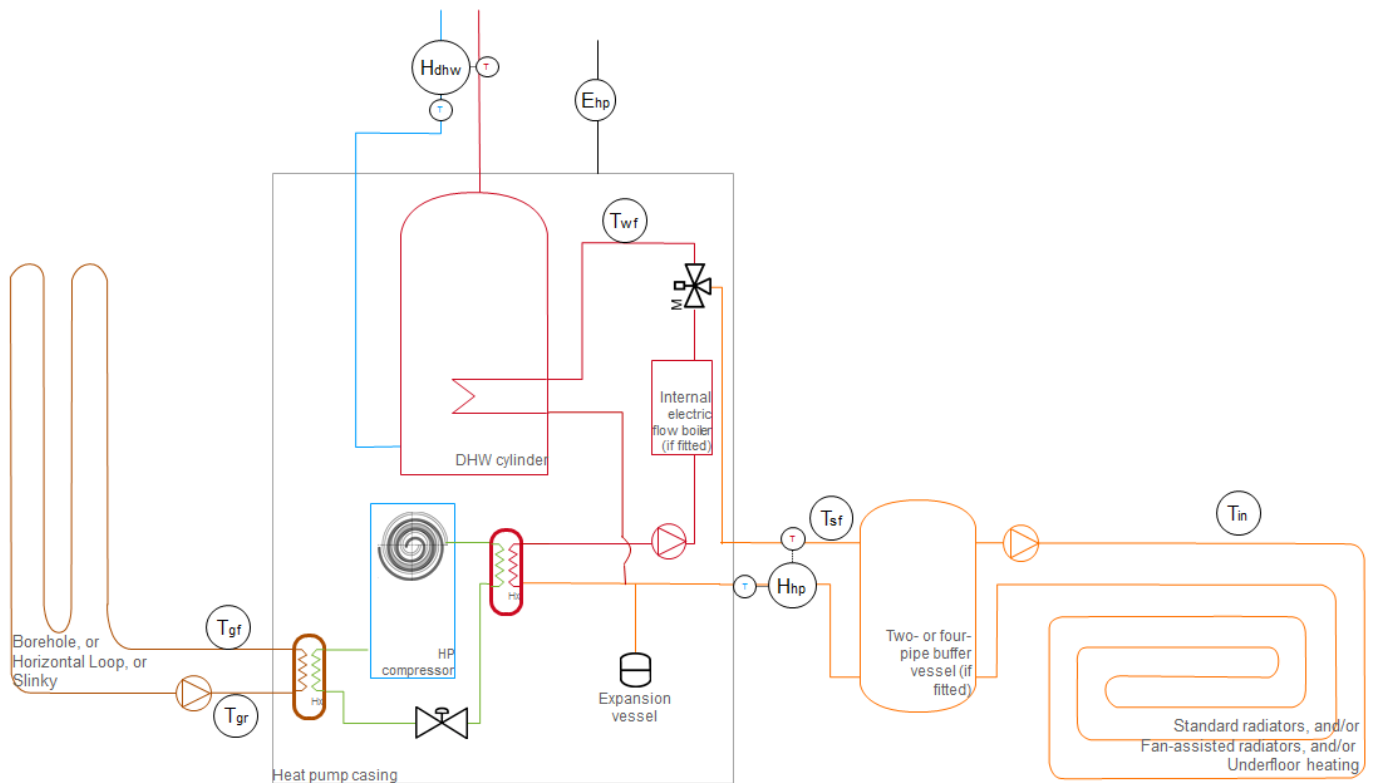 Hdhw
T
T
Ehp
Twf
M
Internal
electric
flow boiler
(if fitted)
DHW cylinder
Tsf
Tin
T
T
Hhp
Hx
Tgf
Borehole, or
Horizontal Loop, or
Slinky
HP
compressor
Two- or four-
pipe buffer
vessel (if
fitted)
Hx
Tgr
Expansion
vessel
Standard radiators, and/or
Fan-assisted radiators, and/or
Underfloor heating
Heat pump casing